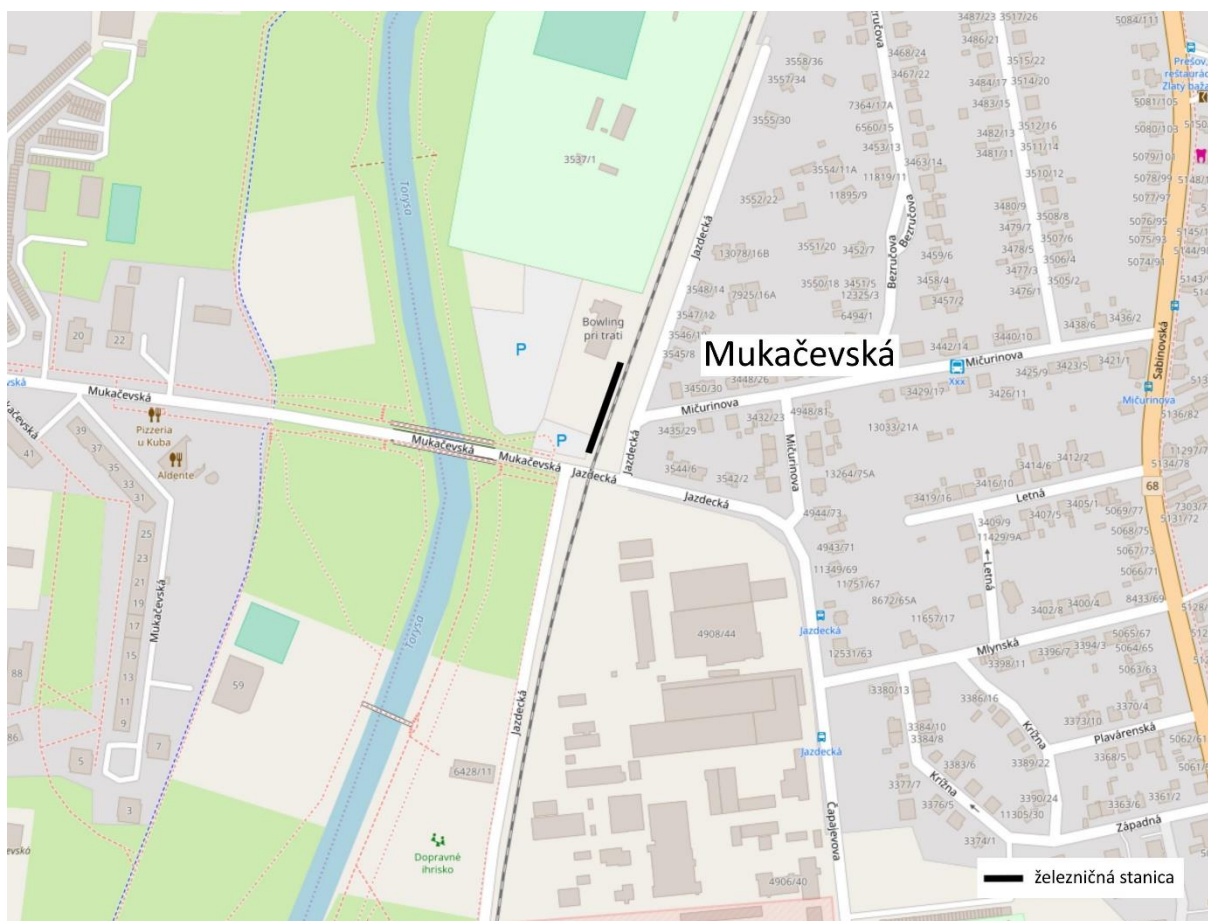 3487/23
3517/26
5084/111
3486/21
Bezručova
3468/24
3467/22
3558/36
3557/34
3515/22
3514/20
3484/17
3483/15
Prešov,
Zlatý bažant
5081/105
7364/17A
3555/30
6560/15
3453/13
3512/16
3511/14
3482/13
3481/11
5080/103
3463/14
3510/12
5079/101
3537/1
3554/11A
11819/11
5078/99
11895/9
5077/97
3552/22
3480/9
3479/7
3508/8
5076/95
Torysa
Jazdecká
Bezručova
Bezručova
3551/20
3452/7
3459/6
3478/5
3507/6
5075/93
13078/16B
3477/3
3506/4
5074/91
3550/18
3451/5
12325/3
3458/4
3476/1
3505/2
3548/14
7925/16A
3457/2
3547/12
6494/1
3438/6
3436/2
Sabinovská
20
22
Bowling
pri trati
3545/8
Mukačevská
3442/14
3440/10
P
Mičurinova
3425/9
3423/5
3421/1
Xxx
3450/30
3448/26
3429/17
3426/11
Mičurinova
Mukačevská
Mičurinova
3432/23
4948/81
5136/82
Pizzeria
u Kuba
3435/29
13033/21A
39
41
37
Aldente
Mukačevská
Mukačevská
P
Jazdecká
Mičurinova
3414/6
3412/2
11297/7
35
33
31
Jazdecká
3544/6
3542/2
13264/75A
3416/10
5134/78
68
Jazdecká
3419/16
Letná
3405/1
5069/77
7303/7
5131/72
25
4944/73
3409/9
3407/5
5068/75
23
11429/9A
4943/71
5067/73
21
11349/69
Letná
5066/71
19
11751/67
8672/65A
3402/8
3400/4
8433/69
17
Mukačevská
Torysa
4908/44
Jazdecká
11657/17
5065/67
15
12531/63
Mlynská
3396/7
3394/3
5064/65
13
3398/11
5063/63
88
11
59
3380/13
3386/16
9
Jazdecká
3384/10
3384/8
Krížna
3373/10
3370/4
Plavárenská
86
7
Jazdecká
3383/6
3389/22
3368/5
5062/61
5
6428/11
3377/7
3376/5
Krížna
3390/24
11305/30
3363/6
3361/2
3
Čapajevova
3374/1
Západná
Dopravné
ihrisko
4906/40
železničná stanica